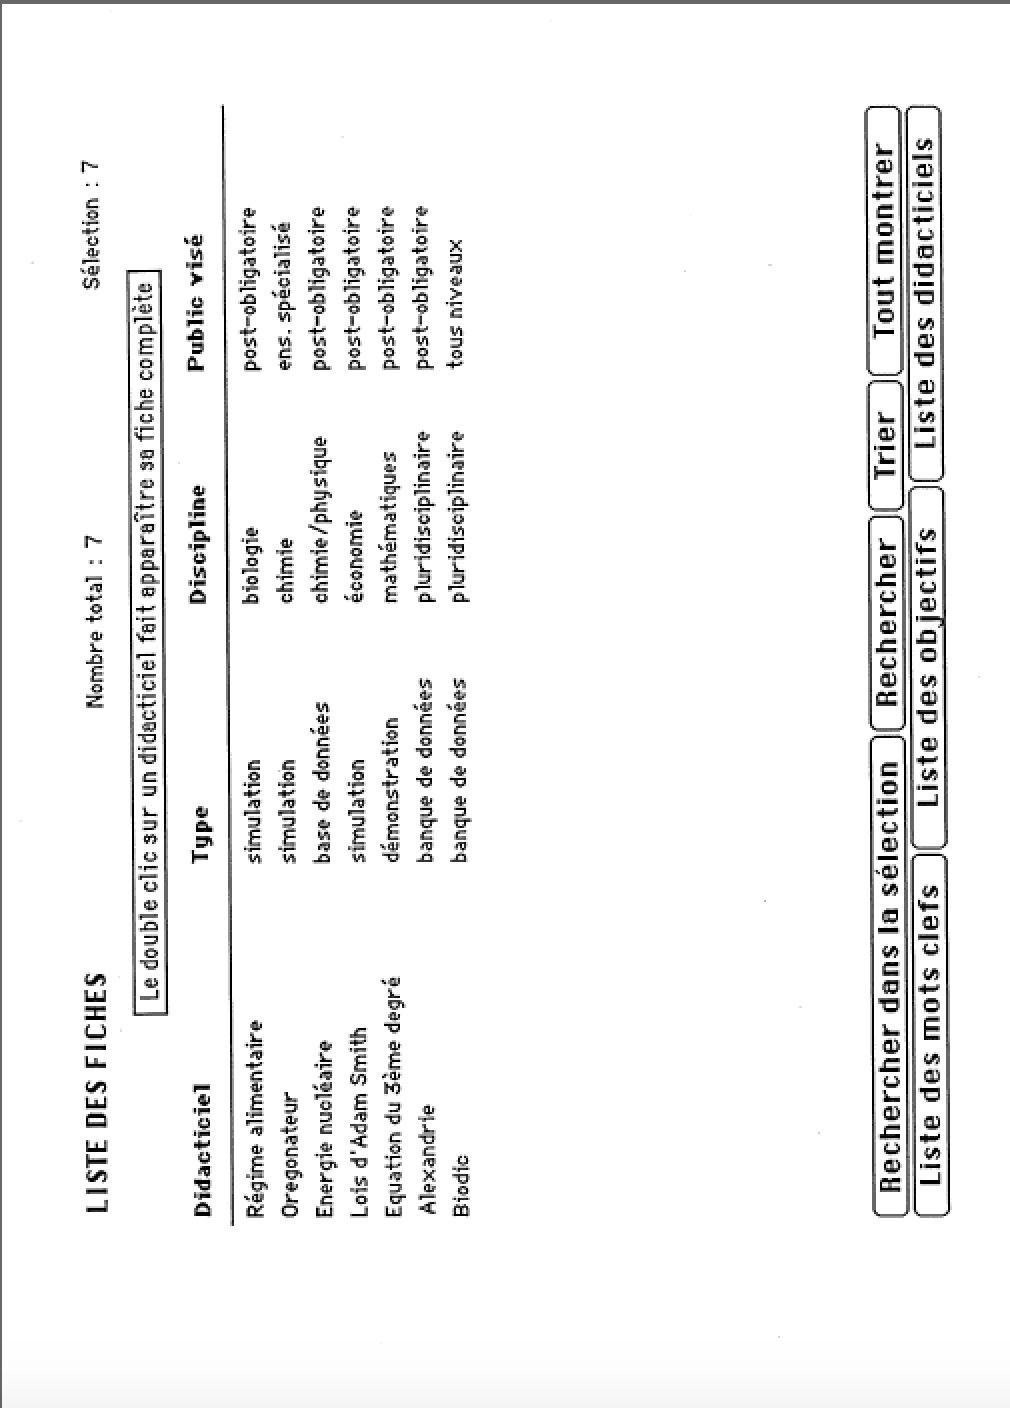 LISTE DES FICHES Nombre total : 7 Sélection : 7
Le double clic sur un didacticiel fait apparaître sa fiche complète
Didacticiel Type Discipline Public visé
Régime alimentaire simulation biologie post-obligatoire
Oregonateur simulation chimie ens. spécialisé
Energie nucléaire base de données chimie/physique post-obligatoire
Lois d'Adam Smith simulation économie post-obligatoire
Equation du 3ème degré démonstration mathématiques post-obligatoire
Alexandrie banque de données pluridisciplinaire post-obligatoire
Biodic banque de données pluridisciplinaire tous niveaux
Rechercher dans la sélection Rechercher Trier Tout montrer
Liste des mots clefs Liste des objectifs Liste des didacticiels